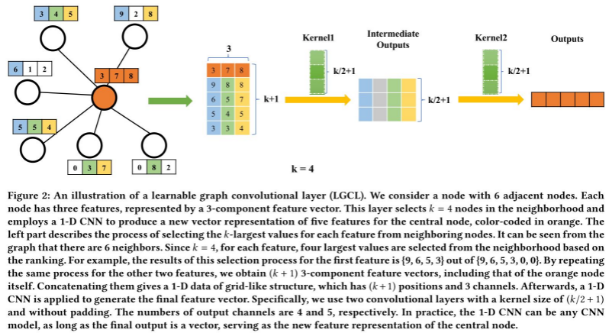 3 4 5
9 2 8
6 1 2
3 7 8
5 5 4
0 3 7
0 8 2
3
3 7 8
9 8 8
6 5 7
5 4 5
3 3 4
k+1
Kernel1
k/2+1
Intermediate
Outputs
k/2+1
Kernel2
k/2+1
Outputs
k = 4
Figure 2: An illustration of a learnable graph convolutional layer (LGCL). We consider a node with 6 adjacent nodes. Each
node has three features, represented by a 3-component feature vector. This layer selects k = 4 nodes in the neighborhood and
employs a 1-D CNN to produce a new vector representation of five features for the central node, color-coded in orange. The
left part describes the process of selecting the k-largest values for each feature from neighboring nodes. It can be seen from the
graph that there are 6 neighbors. Since k = 4, for each feature, four largest values are selected from the neighborhood based on
the ranking. For example, the results of this selection process for the first feature is {9, 6, 5, 3} out of {9, 6, 5, 3, 0, 0}. By repeating
the same process for the other two features, we obtain (k + 1) 3-component feature vectors, including that of the orange node
itself. Concatenating them gives a 1-D data of grid-like structure, which has (k + 1) positions and 3 channels. Afterwards, a 1-D
CNN is applied to generate the final feature vector. Specifically, we use two convolutional layers with a kernel size of (k/2 + 1)
and without padding. The numbers of output channels are 4 and 5, respectively. In practice, the 1-D CNN can be any CNN
model, as long as the final output is a vector, serving as the new feature representation of the central node.